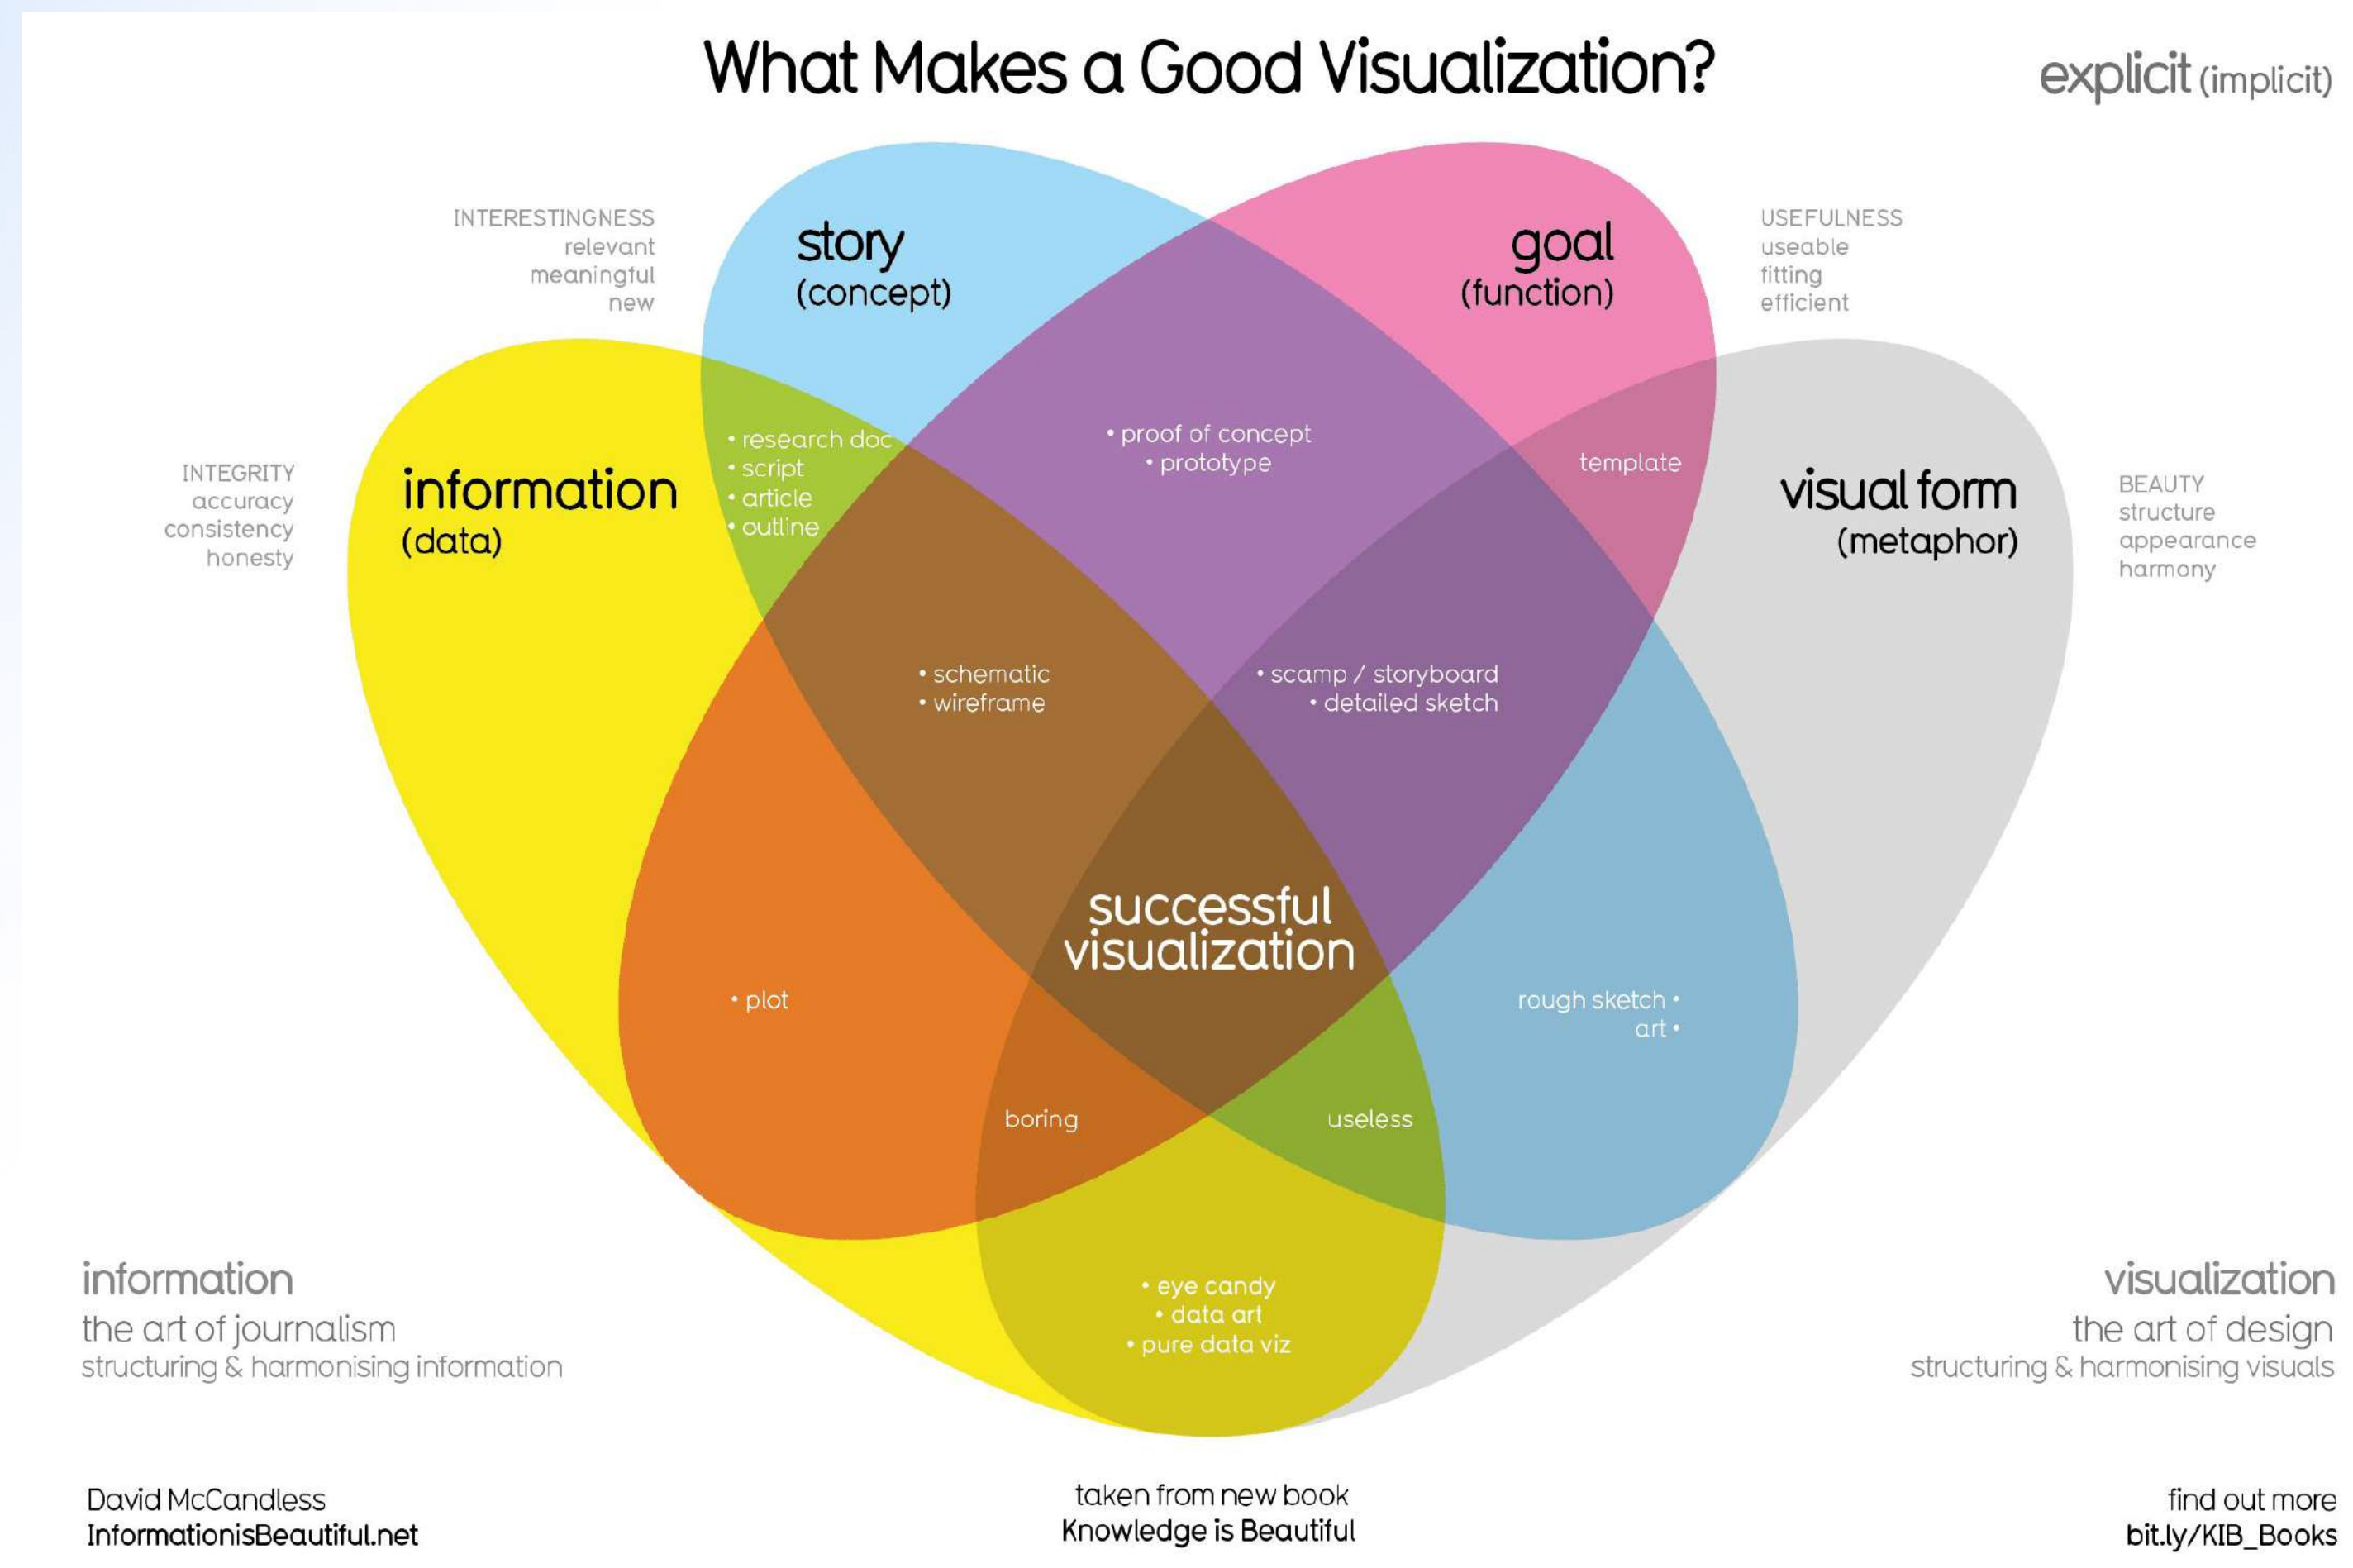 What Makes a Good Visualization?
explicit (implicit)
INTERESTINGNESS
relevant
meaningful
new
story
(concept)
goal
(function)
USEFULNESS
useable
fitting
efficient
INTEGRITY
accuracy
consistency
honesty
information
(data)
• research doc
• script
• article
• outline
• proof of concept
• prototype
template
visual form
(metaphor)
BEAUTY
structure
appearance
harmony
• schematic
• wireframe
• scamp / storyboard
• detailed sketch
successful
visualization
• plot
rough sketch •
art •
boring
useless
• eye candy
• data art
• pure data viz
information
the art of journalism
structuring & harmonising information
visualization
the art of design
structuring & harmonising visuals
David McCandless
InformationisBeautiful.net
taken from new book
Knowledge is Beautiful
find out more
bit.ly/KIB_Books